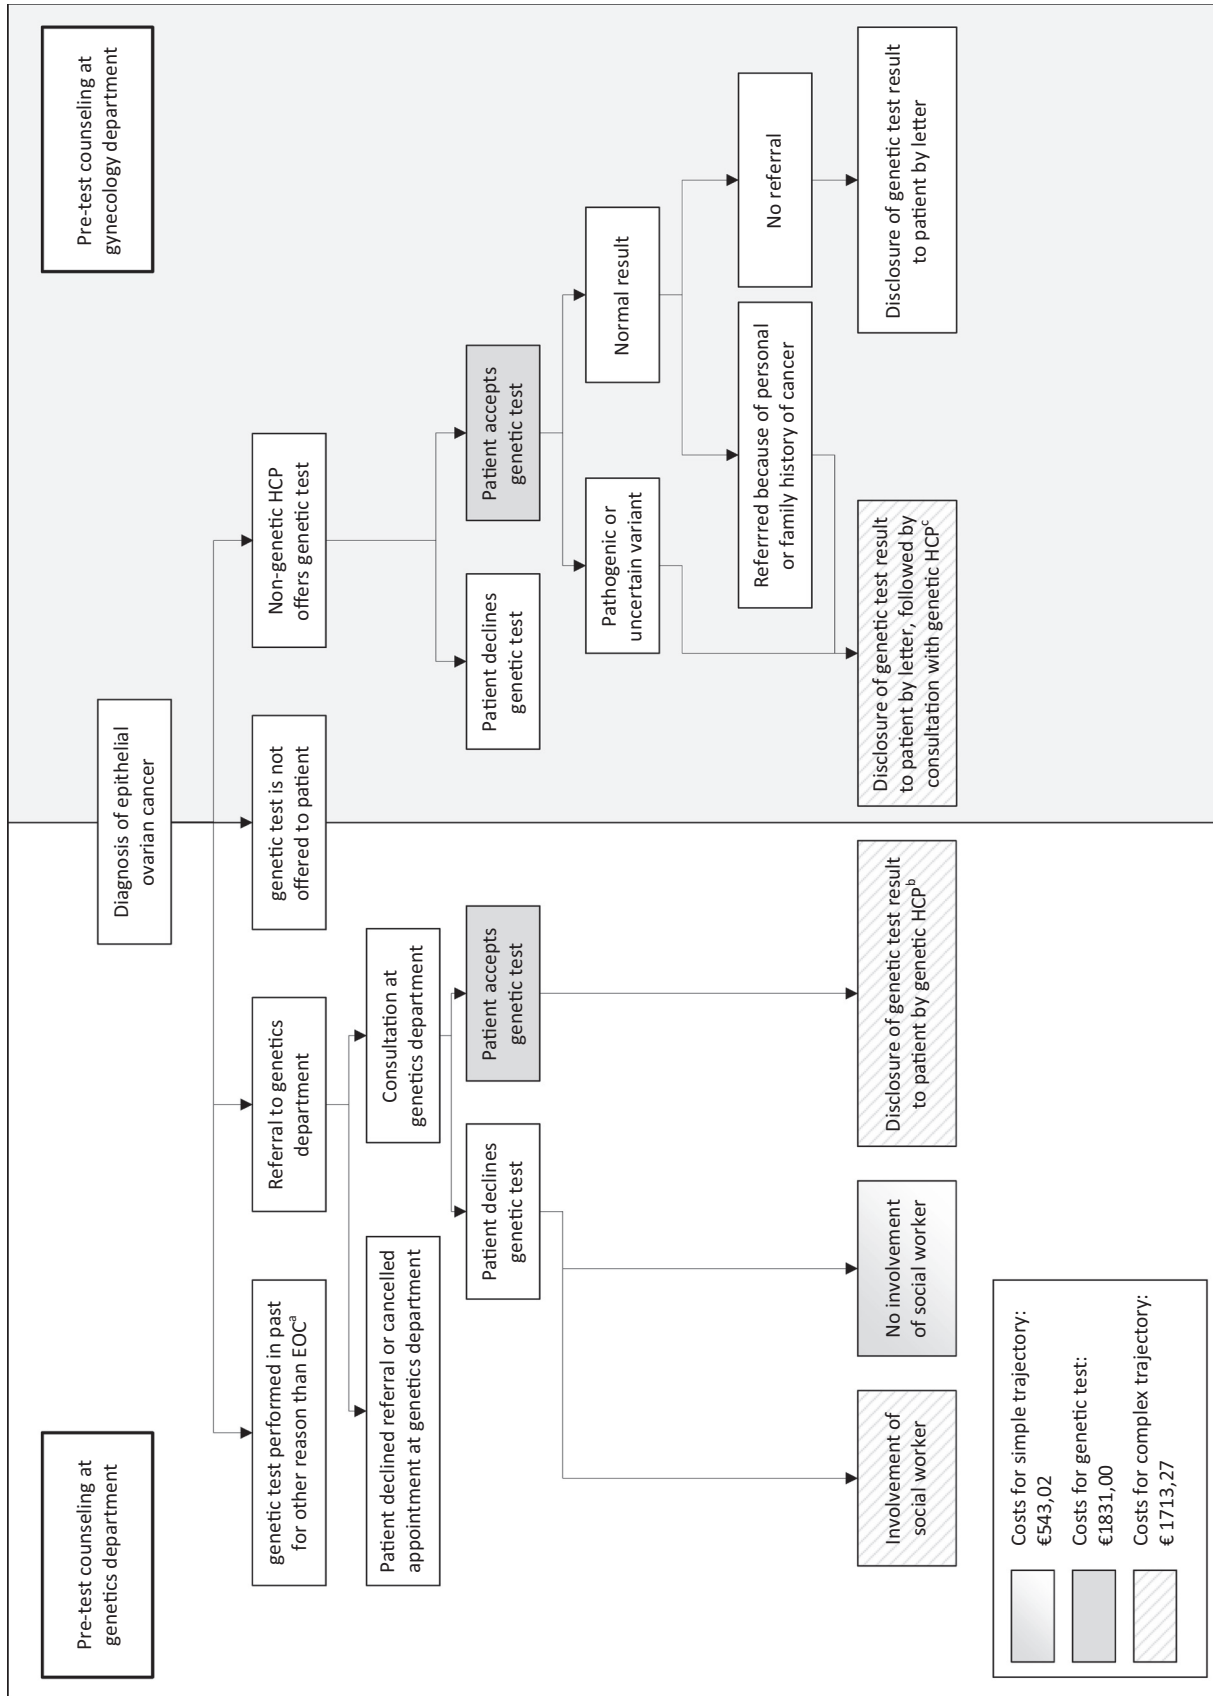 Pre-test counseling at
genetics department
Pre-test counseling at
gynecology department
Diagnosis of epithelial
ovarian cancer
genetic test performed in past
for other reason than EOCᵃ
Referral to genetics
department
genetic test is not
offered to patient
Non-genetic HCP
offers genetic test
Patient declined referral or cancelled
appointment at genetics department
Consultation at
genetics department
Patient declines
genetic test
Patient accepts
genetic test
Patient declines
genetic test
Patient accepts
genetic test
Pathogenic or
uncertain variant
Normal result
Referrred because of personal
or family history of cancer
No referral
Involvement of
social worker
No involvement
of social worker
Disclosure of genetic test result
to patient by genetic HCPᵇ
Disclosure of genetic test result
to patient by letter, followed by
consultation with genetic HCPᶜ
Disclosure of genetic test result
to patient by letter
Costs for simple trajectory:
€543,02
Costs for genetic test:
€1831,00
Costs for complex trajectory:
€ 1713,27